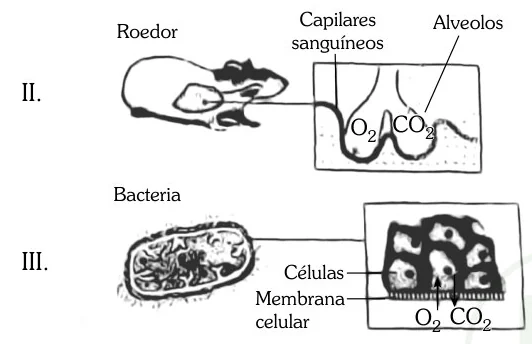 II.
Roedor
Capilares
sanguíneos
Alveolos
O2
CO2
III.
Bacteria
Células
Membrana
celular
O2 CO2